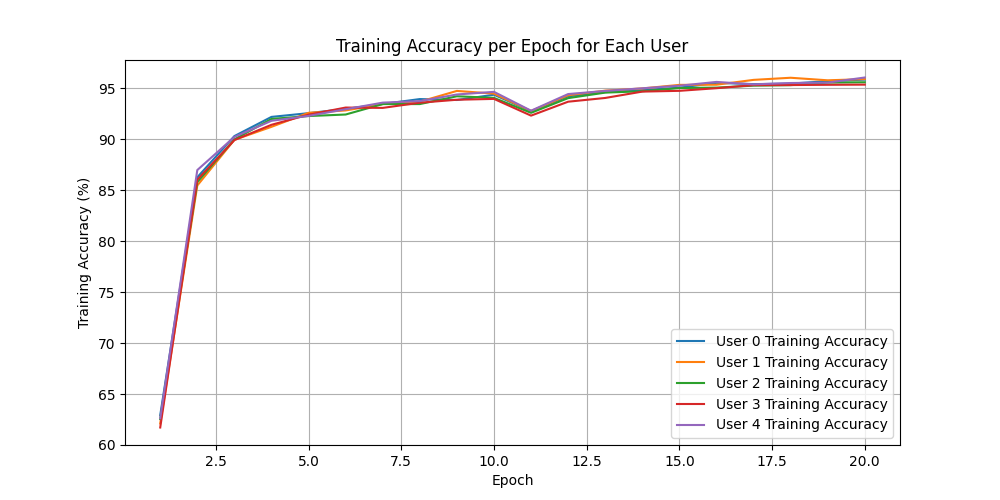 Training Accuracy per Epoch for Each User
Training Accuracy (%)
95
90
85
80
75
70
65
60
2.5 5.0 7.5 10.0 12.5 15.0 17.5 20.0
Epoch
User 0 Training Accuracy
User 1 Training Accuracy
User 2 Training Accuracy
User 3 Training Accuracy
User 4 Training Accuracy